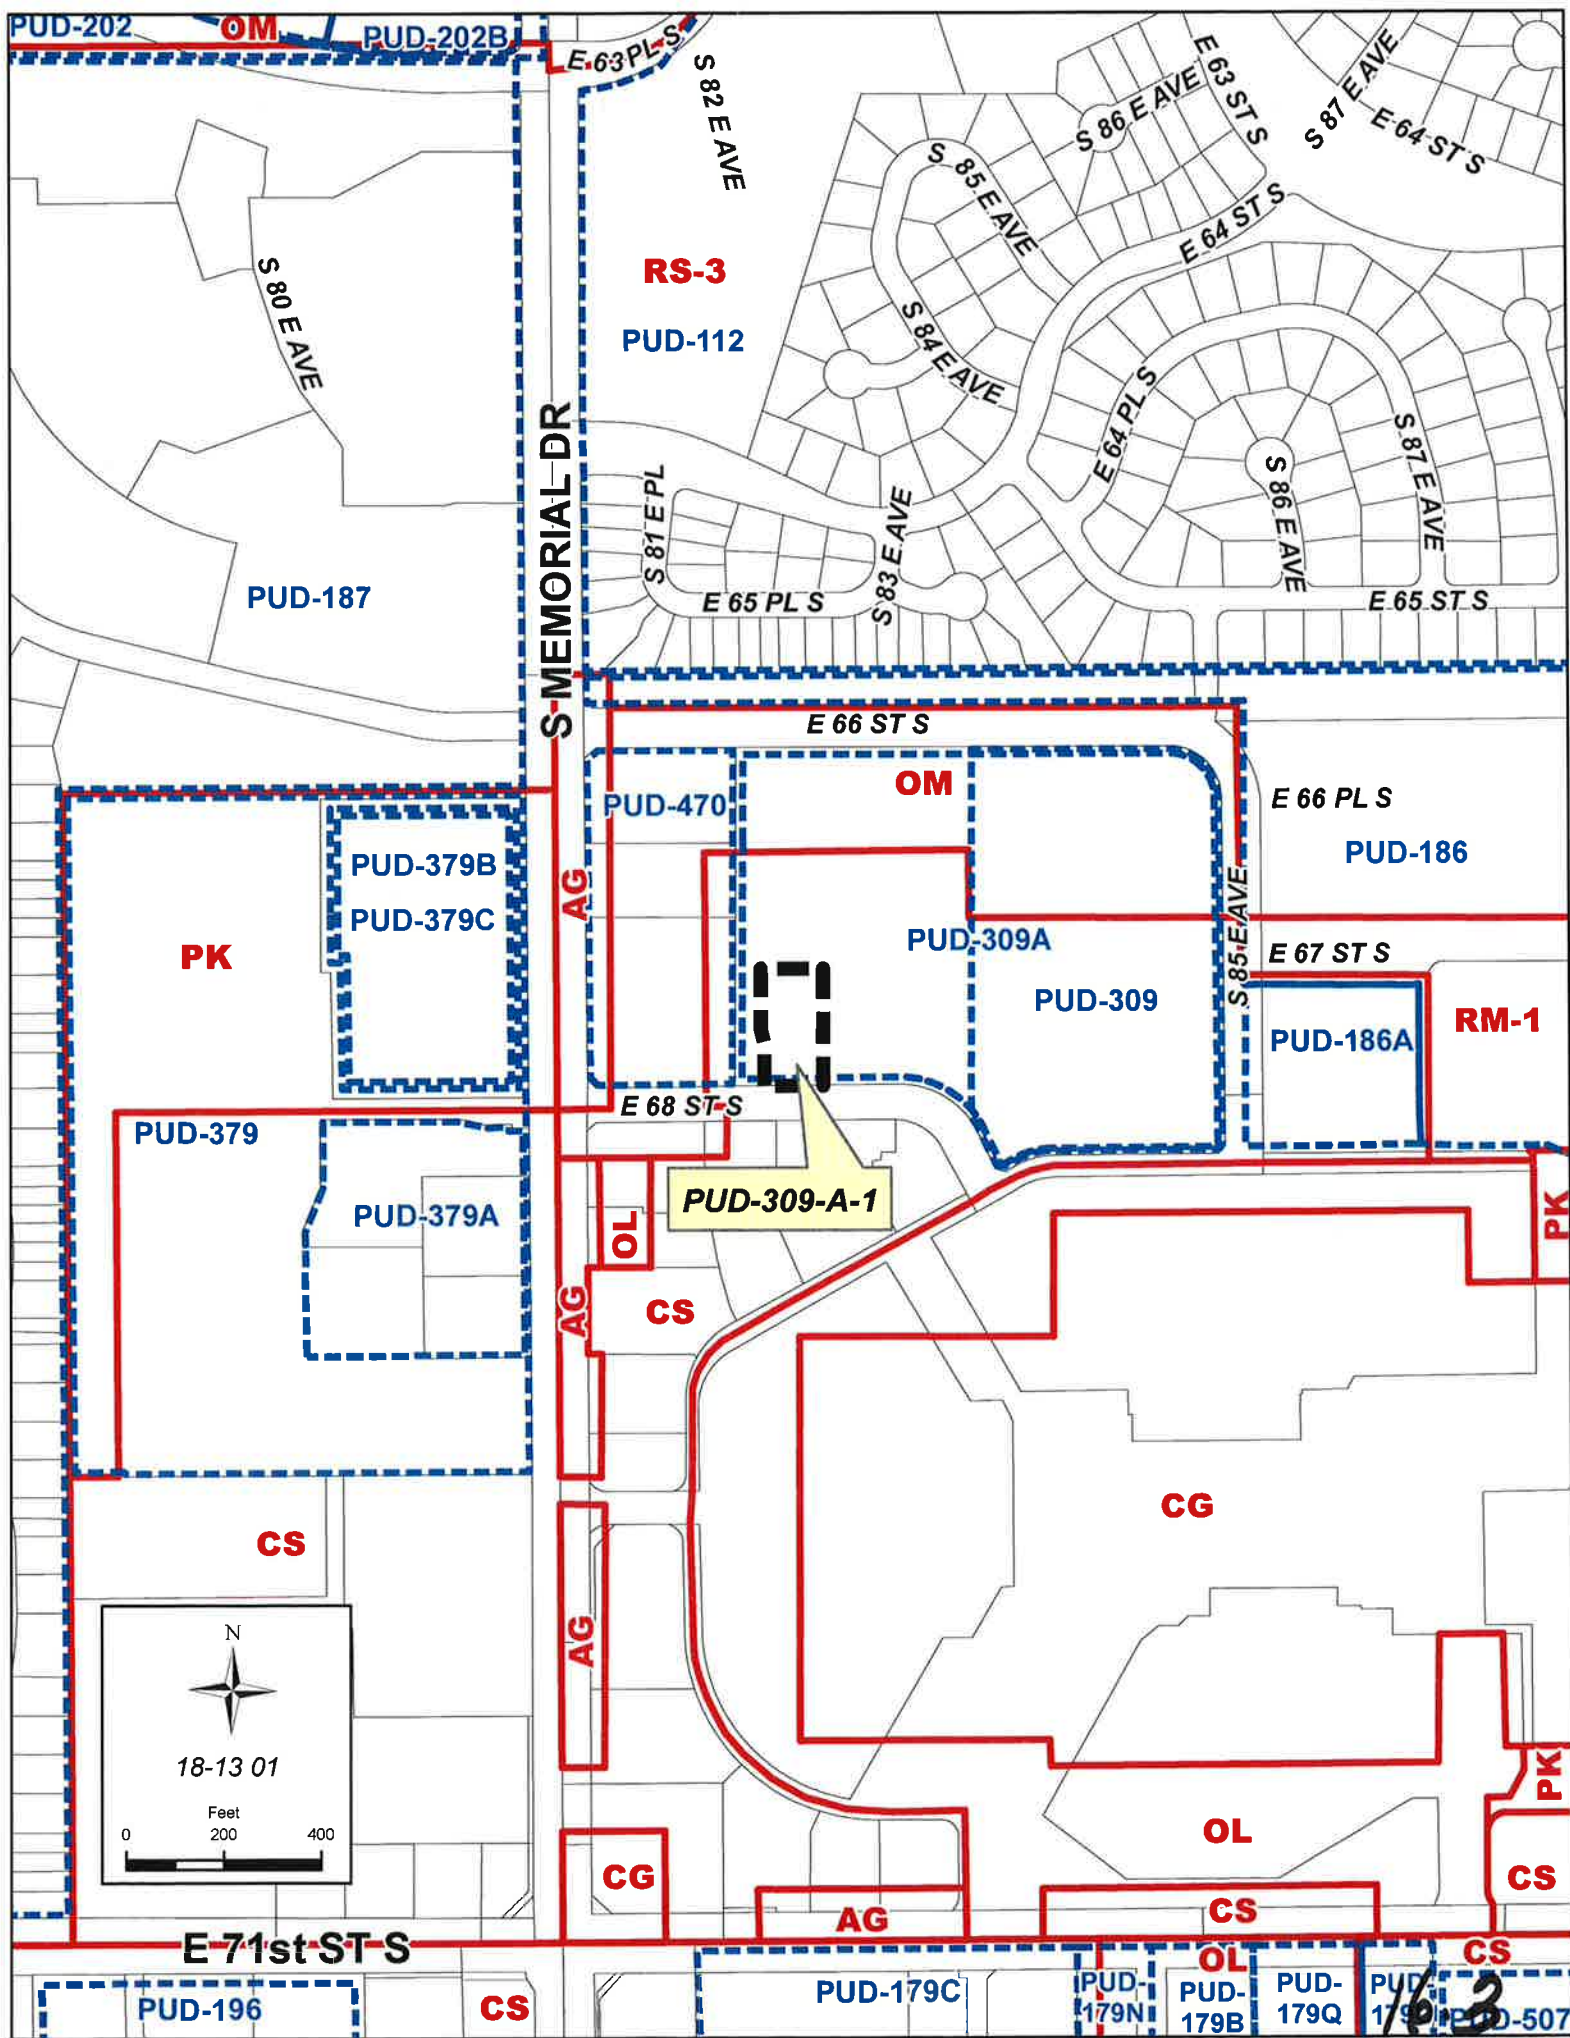 PUD-202
OM
PUD-202B
E 63 PL S
S 82 E AVE
E 63 ST S
S 86 E AVE
S 87 E AVE
E 64 ST S
S 85 E AVE
E 64 ST S
S 80 E AVE
RS-3
PUD-112
S 84 E AVE
E 64 PL S
S 87 E AVE
S 86 E AVE
S MEMORIAL DR
S 81 E PL
S 83 E AVE
PUD-187
E 65 PL S
E 65 ST S
E 66 ST S
OM
PUD-470
E 66 PL S
PUD-186
PUD-379B
PUD-379C
AG
PK
PUD-309A
S 85 E AVE
E 67 ST S
PUD-309
RM-1
PUD-186A
E 68 ST S
PUD-379
PUD-309-A-1
PUD-379A
OL
PK
AG
CS
CG
CS
AG
N
18-13 01
Feet
0 200 400
PK
OL
CG
CS
AG
CS
E 71st ST S
OL
CS
PUD-196
CS
PUD-179C
PUD-
179N
PUD-
179B
PUD-
179Q
PUD-
16.3
PUD-507